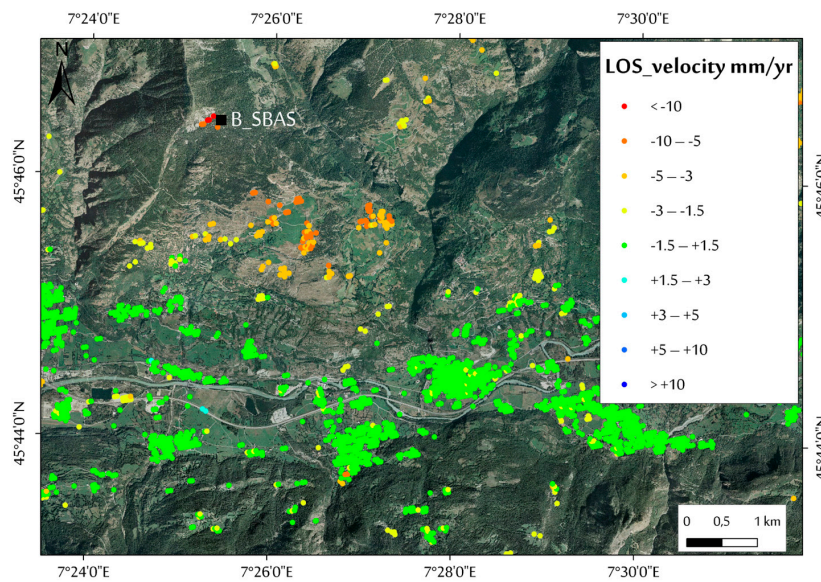 7°24'0"E 7°26'0"E 7°28'0"E 7°30'0"E
N
LOS_velocity mm/yr
< -10
-10 – -5
-5 – -3
-3 – -1.5
-1.5 – +1.5
+1.5 – +3
+3 – +5
+5 – +10
> +10
B_SBAS
45°46'0"N 45°46'0"N
45°44'0"N 45°44'0"N
0 0,5 1 km
7°24'0"E 7°26'0"E 7°28'0"E 7°30'0"E